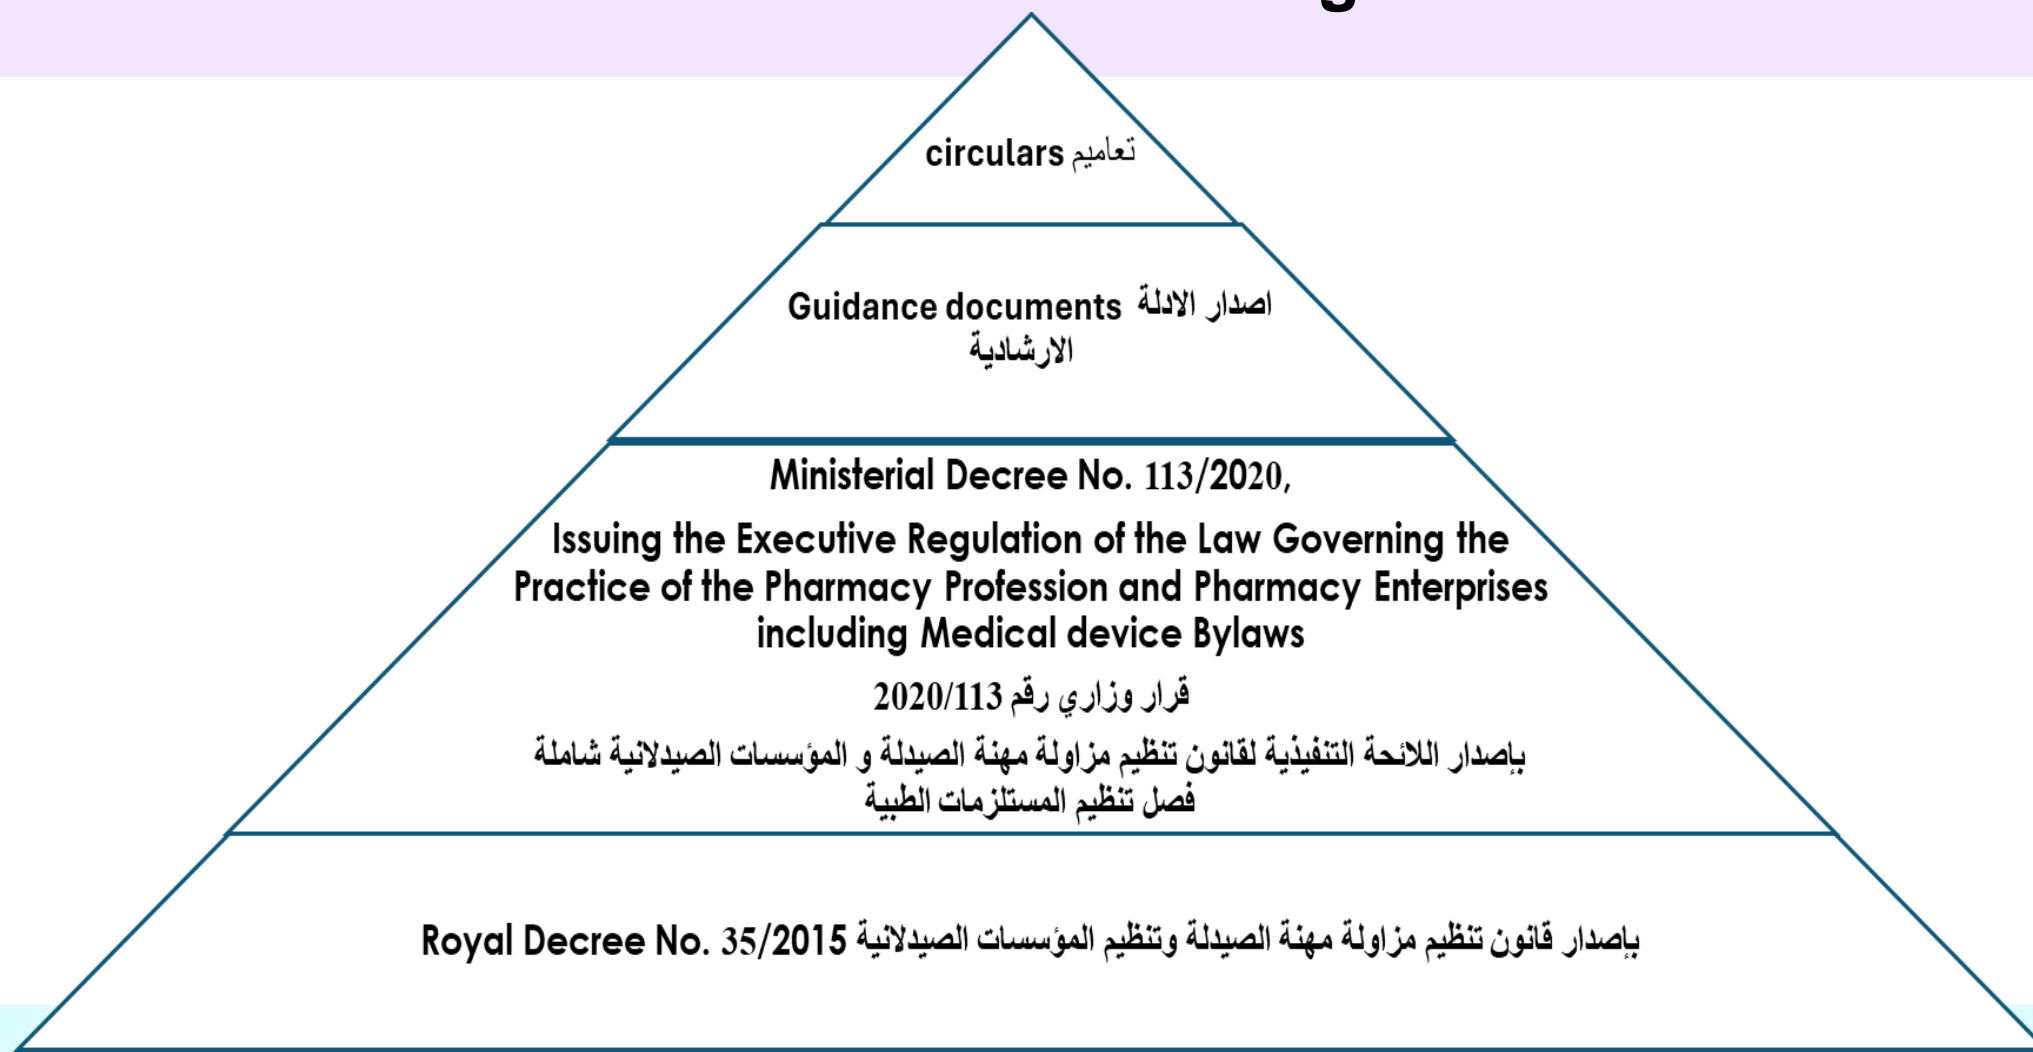 circulars تعاميم
Guidance documents اصدار الادلة
الارشادية
Ministerial Decree No. 113/2020,
Issuing the Executive Regulation of the Law Governing the
Practice of the Pharmacy Profession and Pharmacy Enterprises
including Medical device Bylaws
قرار وزاري رقم 2020/113
بإصدار اللائحة التنفيذية لقانون تنظيم مزاولة مهنة الصيدلة و المؤسسات الصيدلانية شاملة
فصل تنظيم المستلزمات الطبية
Royal Decree No. 35/2015 بإصدار قانون تنظيم مزاولة مهنة الصيدلة وتنظيم المؤسسات الصيدلانية